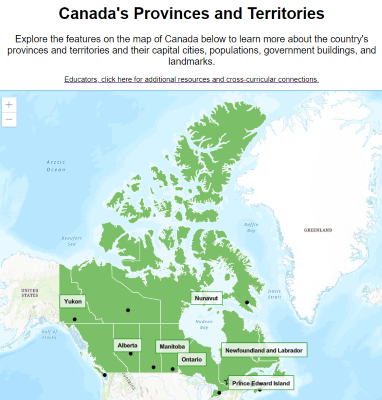 Canada's Provinces and Territories
Explore the features on the map of Canada below to learn more about the country's
provinces and territories and their capital cities, populations, government buildings, and
landmarks.
Educators, click here for additional resources and cross-curricular connections.
+
−
Arctic
Ocean
Beaufort
Sea
Baffin
Bay
GREENLAND
UNITED
STATES
Yukon
Nunavut
Davis
Strait
Gulf of
Hudson
Bay
Alberta
Manitoba
Ontario
Newfoundland and Labrador
Prince Edward Island